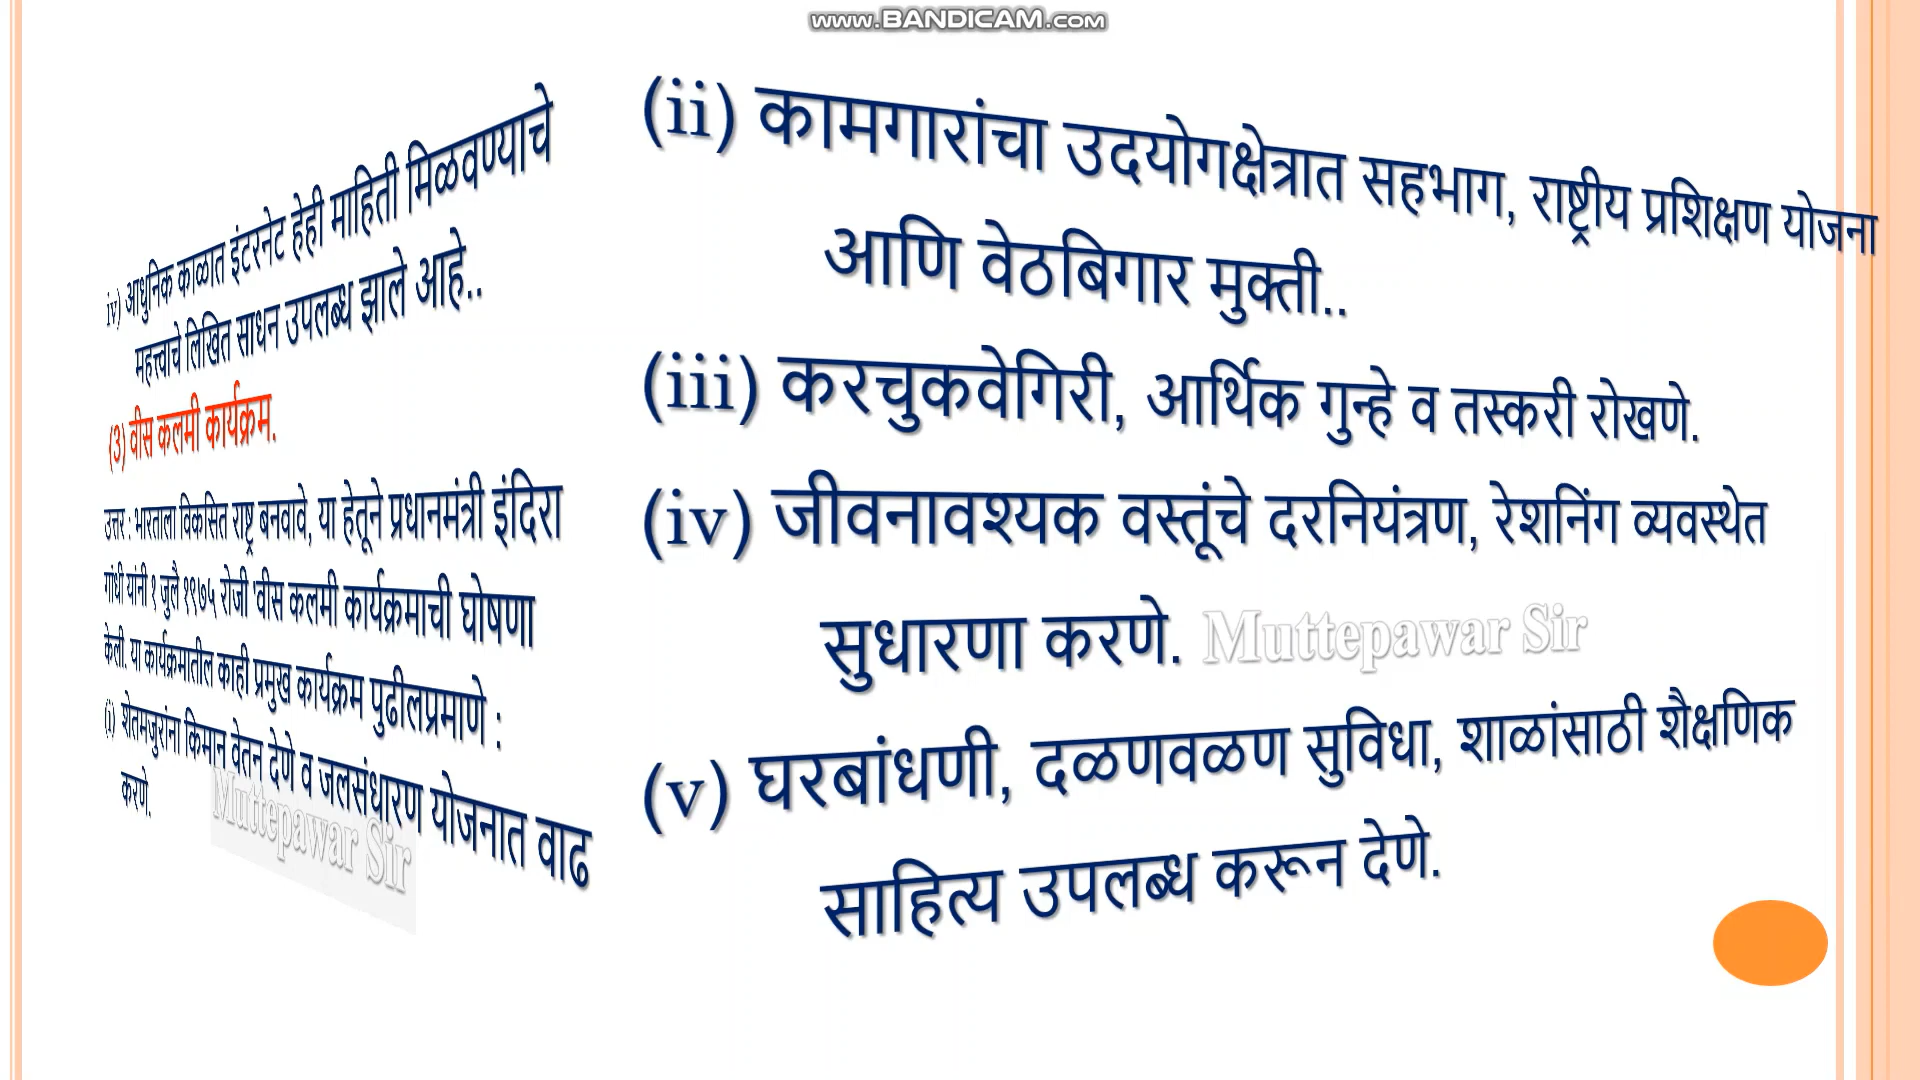 www.BANDICAM.com
iv) आधुनिक काळात इंटरनेट हेही माहिती मिळवण्याचे
महत्त्वाचे लिखित साधन उपलब्ध झाले आहे..
(3) वीस कलमी कार्यक्रम.
उत्तर : भारताला विकसित राष्ट्र बनवावे, या हेतूने प्रधानमंत्री इंदिरा
गांधी यांनी १ जुलै १९७५ रोजी 'वीस कलमी कार्यक्रमाची घोषणा
केली. या कार्यक्रमातील काही प्रमुख कार्यक्रम पुढीलप्रमाणे :
(i) शेतमजुरांना किमान वेतन देणे व जलसंधारण योजनात वाढ
करणे.
Muttepawar Sir
(ii) कामगारांचा उदयोगक्षेत्रात सहभाग, राष्ट्रीय प्रशिक्षण योजना
आणि वेठबिगार मुक्ती..
(iii) करचुकवेगिरी, आर्थिक गुन्हे व तस्करी रोखणे.
(iv) जीवनावश्यक वस्तूंचे दरनियंत्रण, रेशनिंग व्यवस्थेत
सुधारणा करणे. Muttepawar Sir
(v) घरबांधणी, दळणवळण सुविधा, शाळांसाठी शैक्षणिक
साहित्य उपलब्ध करून देणे.